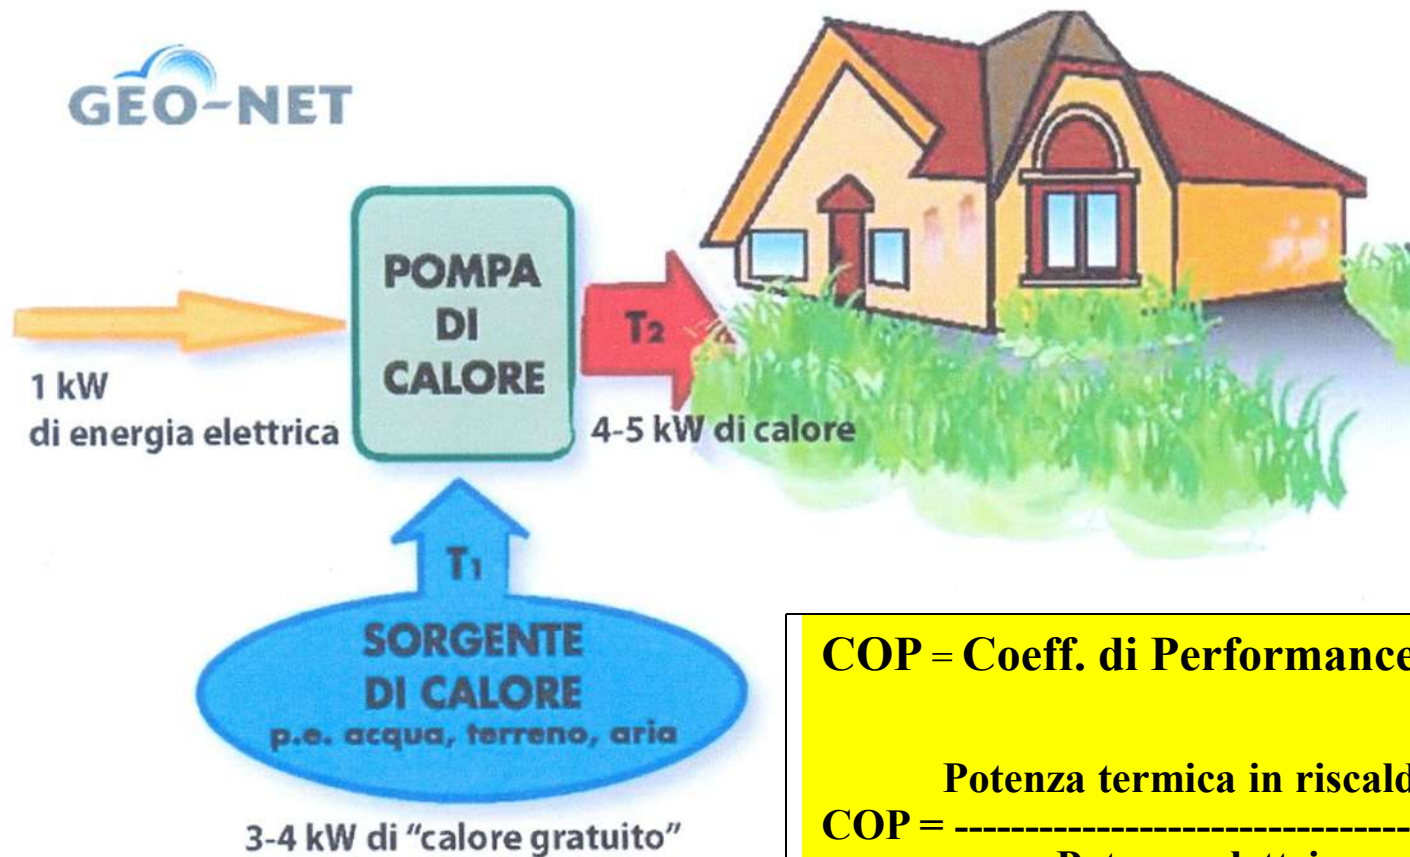 GEO-NET
POMPA
DI
CALORE
T2
1 kW
di energia elettrica
4-5 kW di calore
T1
SORGENTE
DI CALORE
p.e. acqua, terreno, aria
3-4 kW di "calore gratuito"
COP = Coeff. di Performance
Potenza termica in riscald
COP = --------------------------------